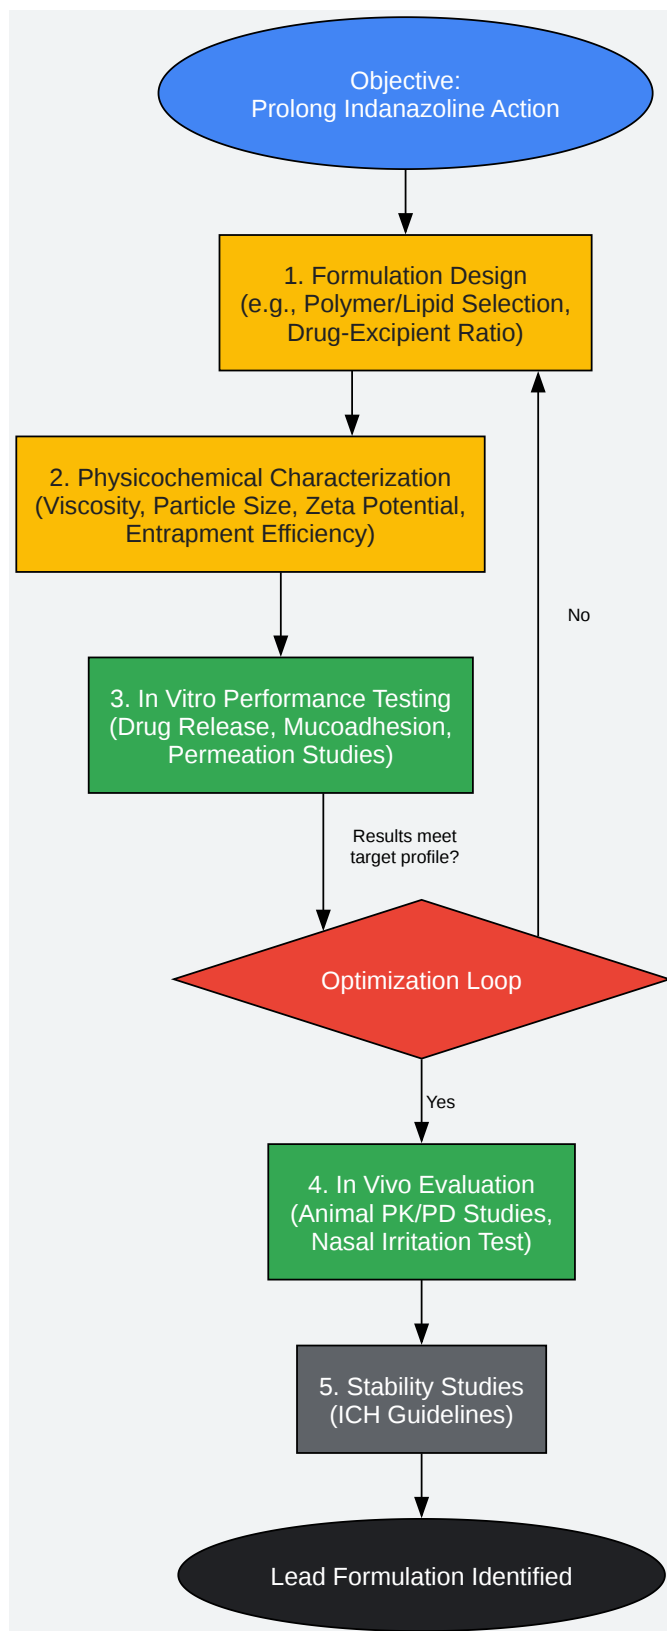 Objective:
Prolong Indanazoline Action
1. Formulation Design
(e.g., Polymer/Lipid Selection,
Drug-Excipient Ratio)
2. Physicochemical Characterization
(Viscosity, Particle Size, Zeta Potential,
Entrapment Efficiency)
No
3. In Vitro Performance Testing
(Drug Release, Mucoadhesion,
Permeation Studies)
Results meet
target profile?
Optimization Loop
Yes
4. In Vivo Evaluation
(Animal PK/PD Studies,
Nasal Irritation Test)
5. Stability Studies
(ICH Guidelines)
Lead Formulation Identified